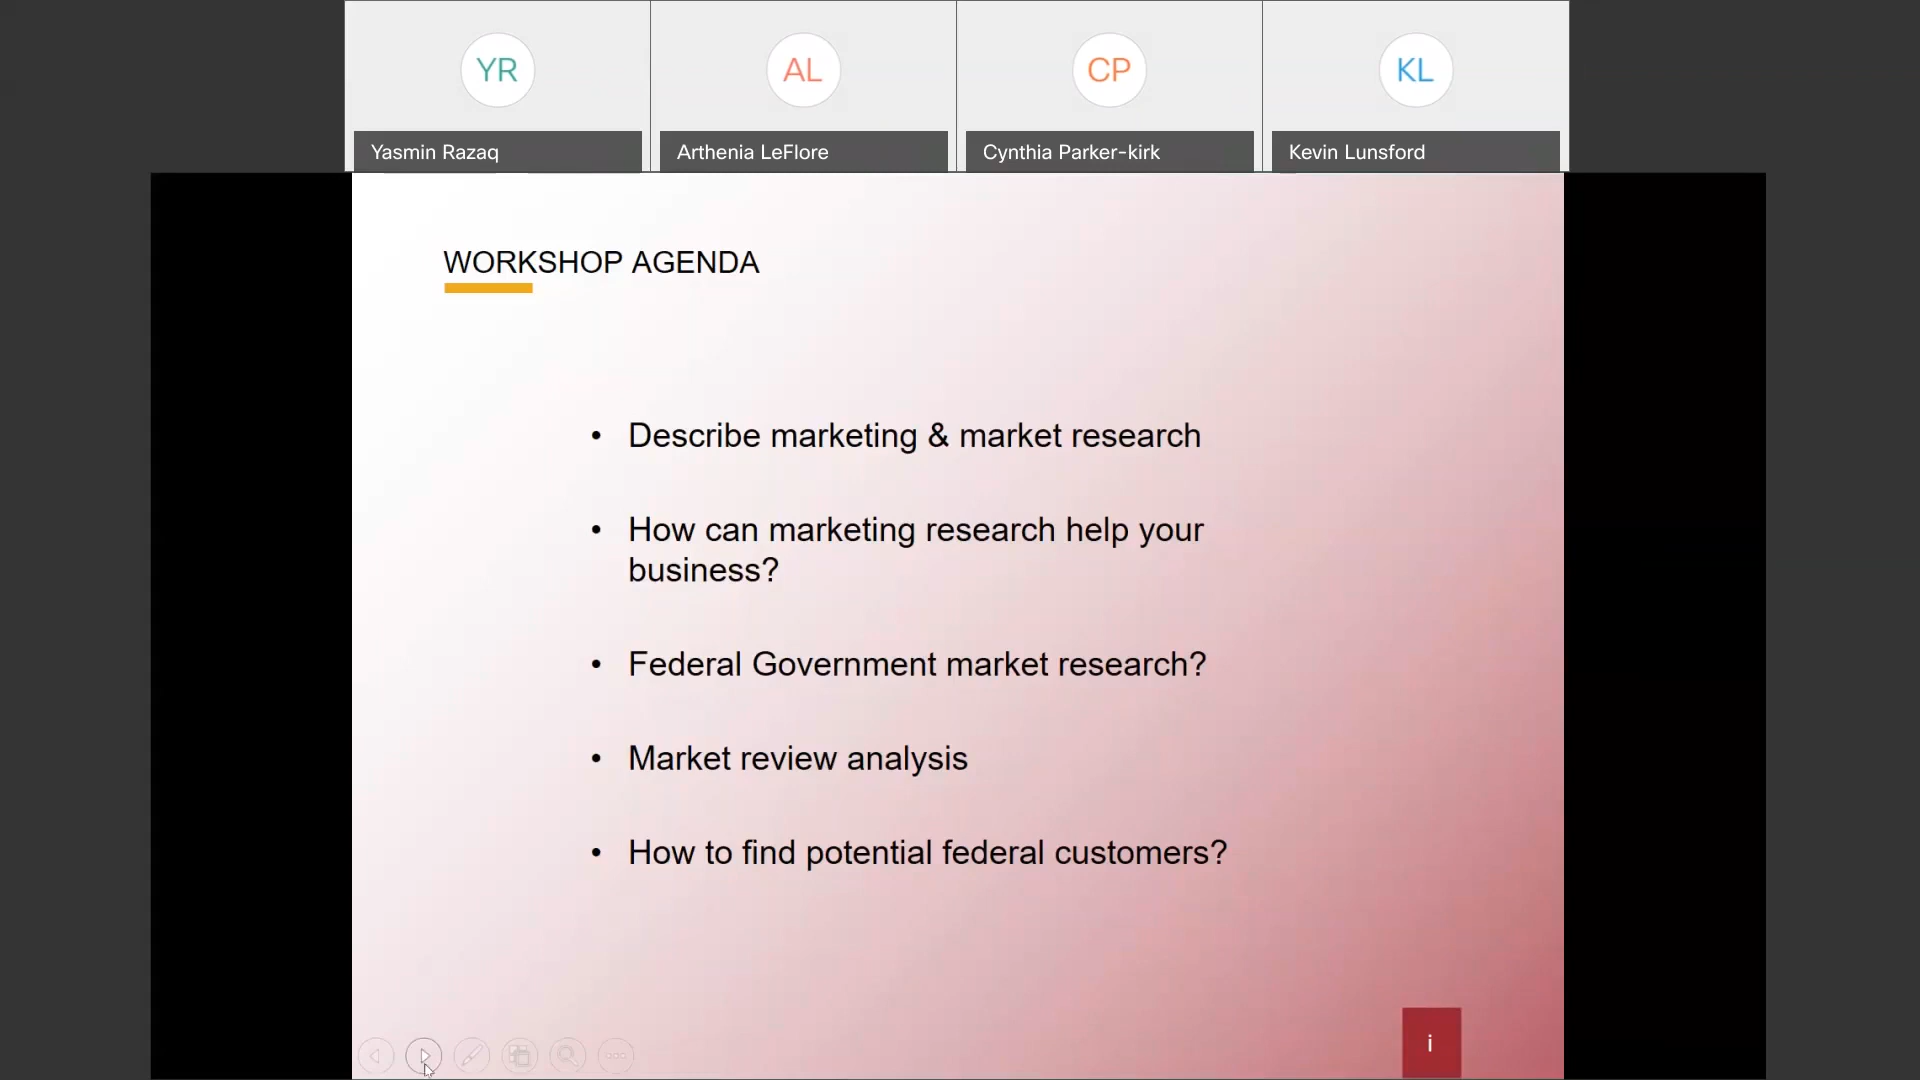 YR
AL
CP
KL
Yasmin Razaq
Arthenia LeFlore
Cynthia Parker-kirk
Kevin Lunsford
WORKSHOP AGENDA
• Describe marketing & market research
• How can marketing research help your
business?
• Federal Government market research?
• Market review analysis
• How to find potential federal customers?
i